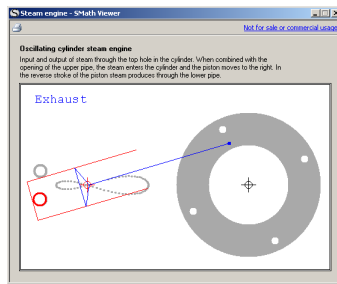 Steam engine - SMath Viewer
Not for sale or commercial usage
Oscillating cylinder steam engine
Input and output of steam through the top hole in the cylinder. When combined with the
opening of the upper pipe, the steam enters the cylinder and the piston moves to the right. In
the reverse stroke of the piston steam produces through the lower pipe.
Exhaust